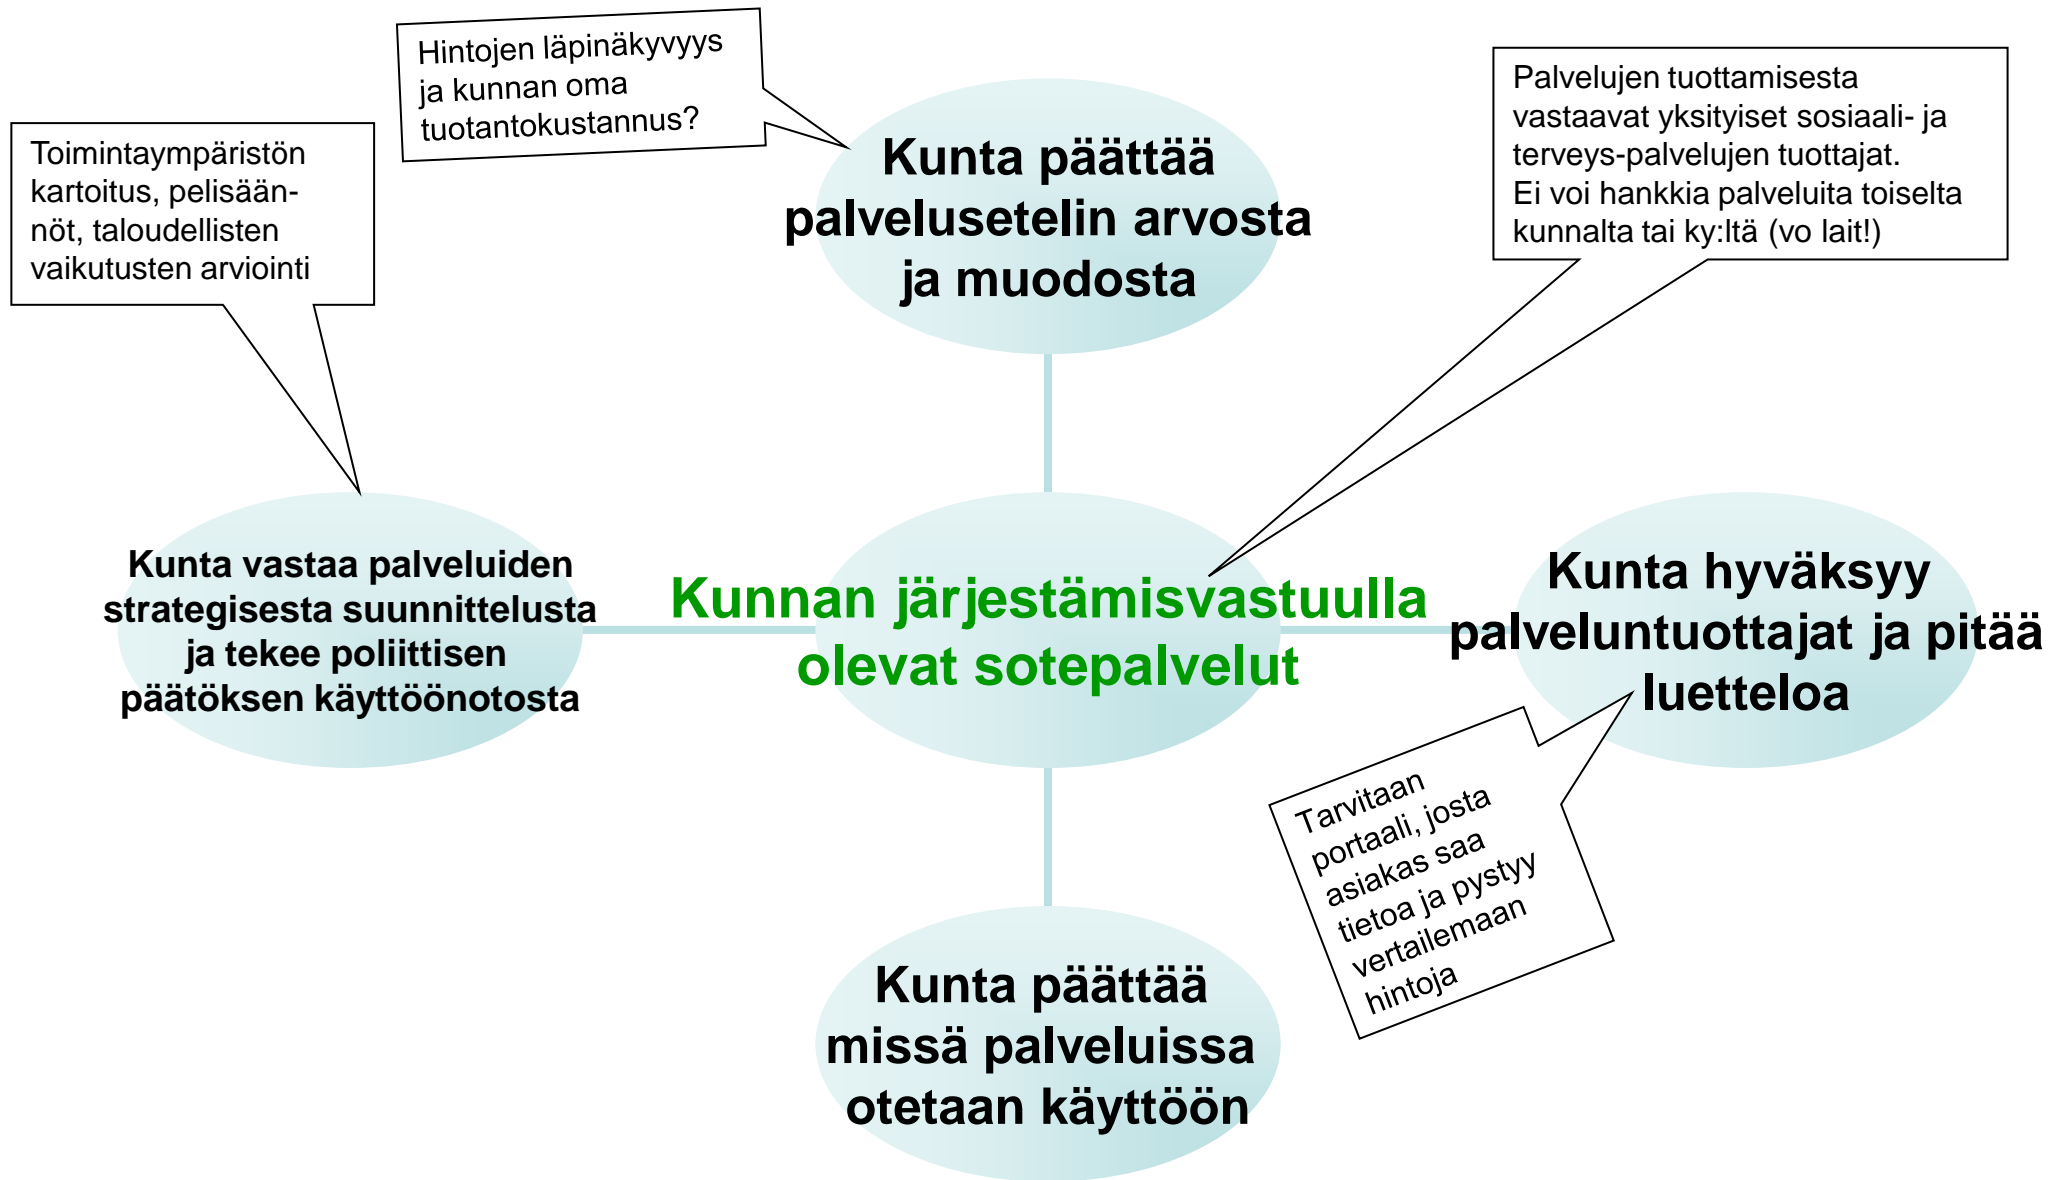 Hintojen läpinäkyvyys
ja kunnan oma
tuotantokustannus?
Palvelujen tuottamisesta
vastaavat yksityiset sosiaali- ja
terveys-palvelujen tuottajat.
Ei voi hankkia palveluita toiselta
kunnalta tai ky:ltä (vo lait!)
Toimintaympäristön
kartoitus, pelisään-
nöt, taloudellisten
vaikutusten arviointi
Kunta päättää
palvelusetelin arvosta
ja muodosta
Kunta vastaa palveluiden
strategisesta suunnittelusta
ja tekee poliittisen
päätöksen käyttöönotosta
Kunnan järjestämisvastuulla
olevat sotepalvelut
Kunta hyväksyy
palveluntuottajat ja pitää
luetteloa
Tarvitaan
portaali, josta
asiakas saa
tietoa ja pystyy
vertailemaan
hintoja
Kunta päättää
missä palveluissa
otetaan käyttöön